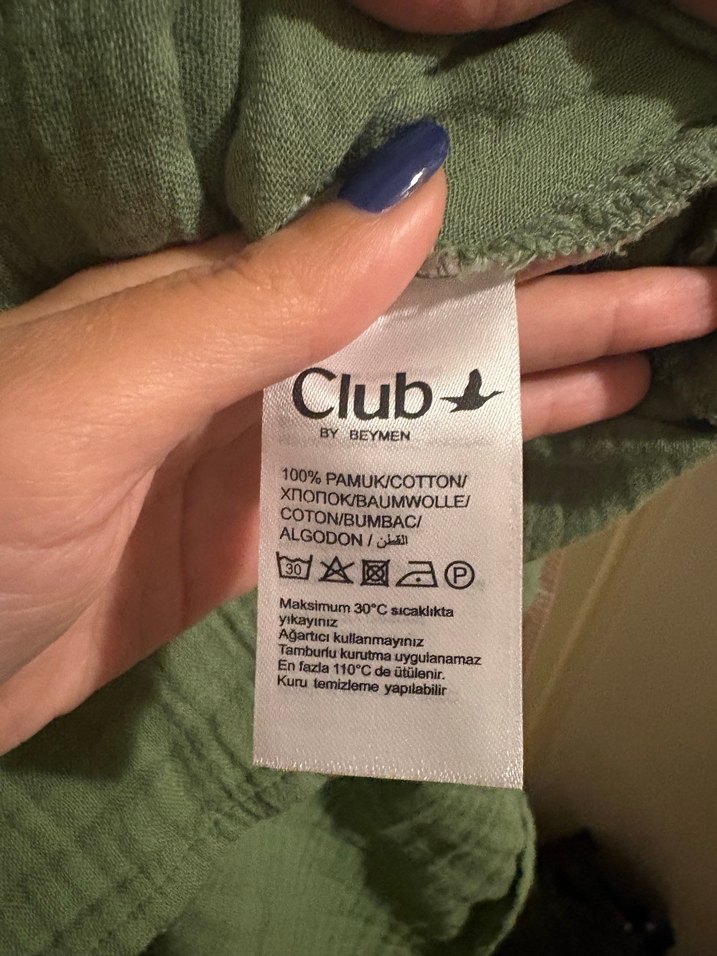 Club
BY BEYMEN
100% PAMUK/COTTON/
ХПОПОК/BAUMWOLLE/
COTON/BUMBAC/
ALGODON / القطن
30 P
Maksimum 30°C sıcaklıkta
yıkayınız
Ağartıcı kullanmayınız
Tamburlu kurutma uygulanamaz
En fazla 110°C de ütülenir.
Kuru temizleme yapılabilir